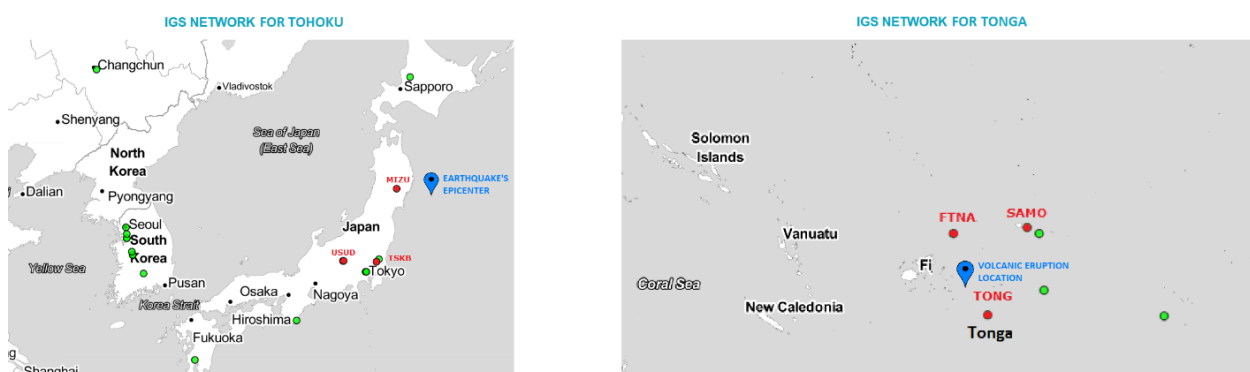 IGS NETWORK FOR TOHOKU
Changchun
Vladivostok
Sapporo
Shenyang
Sea of Japan
(East Sea)
North
Korea
MIZU
EARTHQUAKE'S
EPICENTER
Dalian
Pyongyang
Seoul
Japan
South
Korea
USUD
TSKB
Yellow Sea
Tokyo
Pusan
Osaka
Nagoya
Korea Strait
Hiroshima
Fukuoka
ng
Shanghai
IGS NETWORK FOR TONGA
Solomon
Islands
FTNA
SAMO
Vanuatu
Fi
VOLCANIC ERUPTION
LOCATION
Coral Sea
TONG
New Caledonia
Tonga